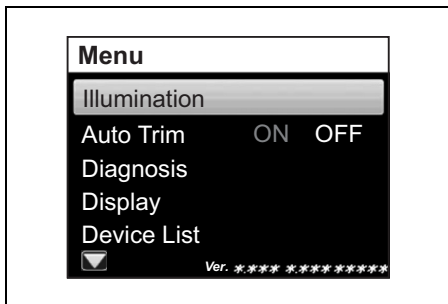 Menu
Illumination
Auto Trim ON OFF
Diagnosis
Display
Device List
Ver. *.*** *.********